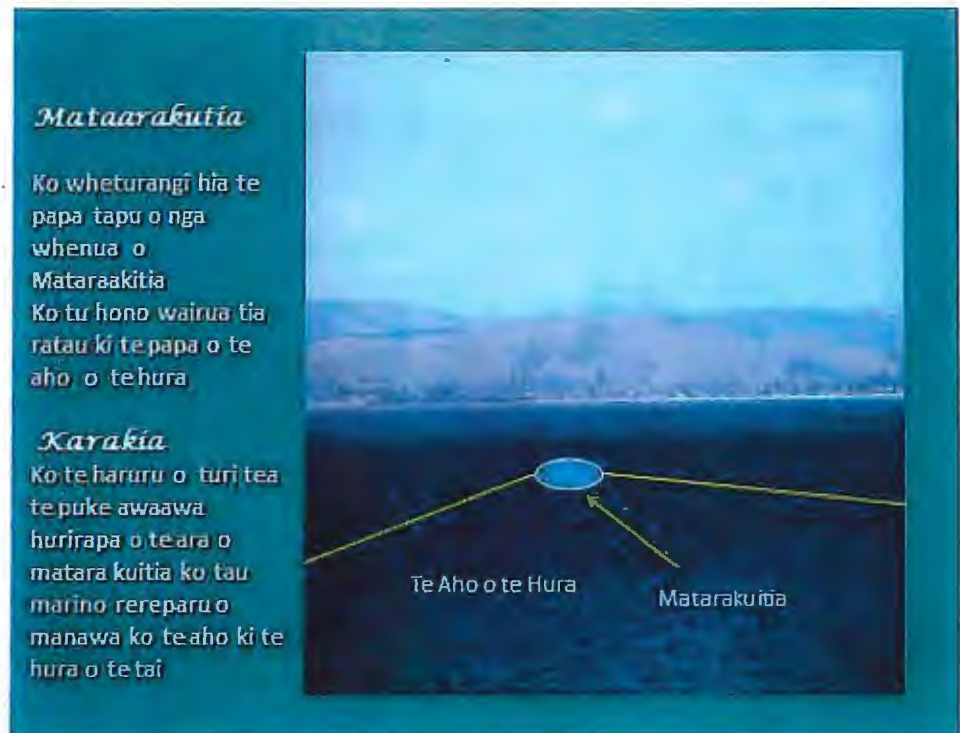 Mataarakutia
Ko wheturangi hia te
papa tapu o nga
whenua o
Mataraakitia
Ko tu hono wairua tia
ratau ki te papa o te
aho o te hura
Karakia
Ko te haruru o turi tea
te puke awaawa
hurirapa o te ara o
matara kuitia ko tau
marino rereparu o
manawa ko te aho ki te
hura o te tai
Te Aho o te Hura
Matarakuitia